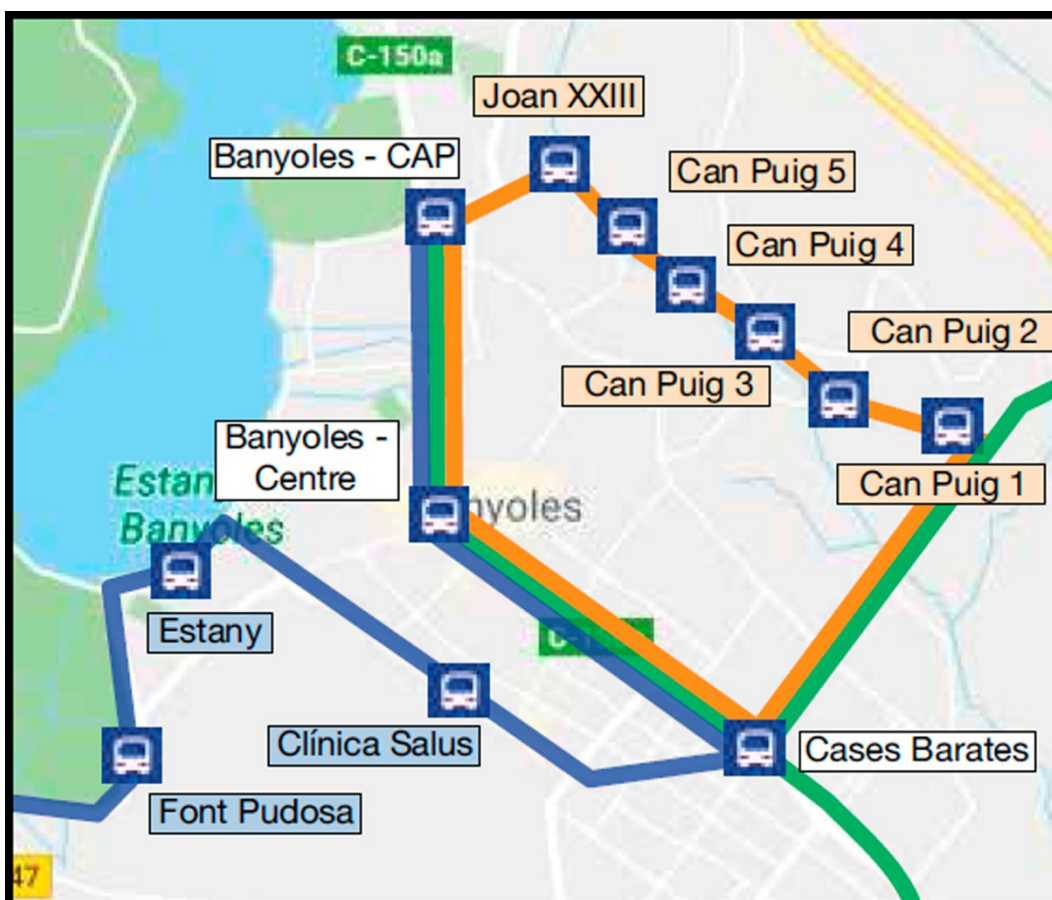 C-150a
Joan XXIII
Banyoles - CAP
Can Puig 5
Can Puig 4
Can Puig 2
Can Puig 3
Banyoles -
Centre
Can Puig 1
Estan
Banyoles
nyoles
Estany
Clínica Salus
Cases Barates
Font Pudosa
47